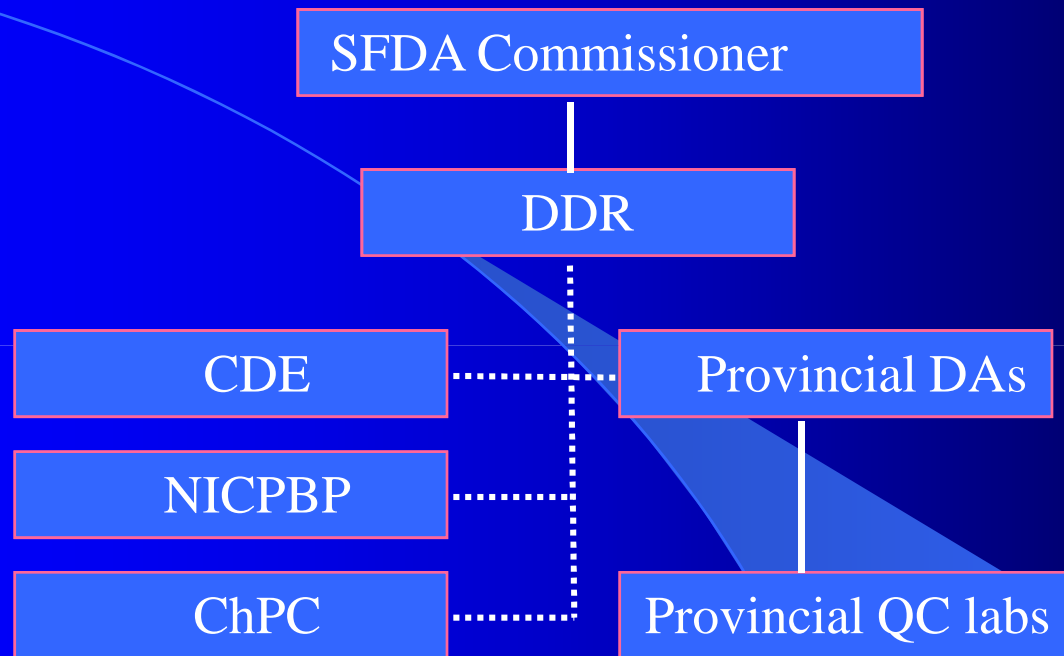 SFDA Commissioner
DDR
CDE
Provincial DAs
NICPBP
ChPC
Provincial QC labs